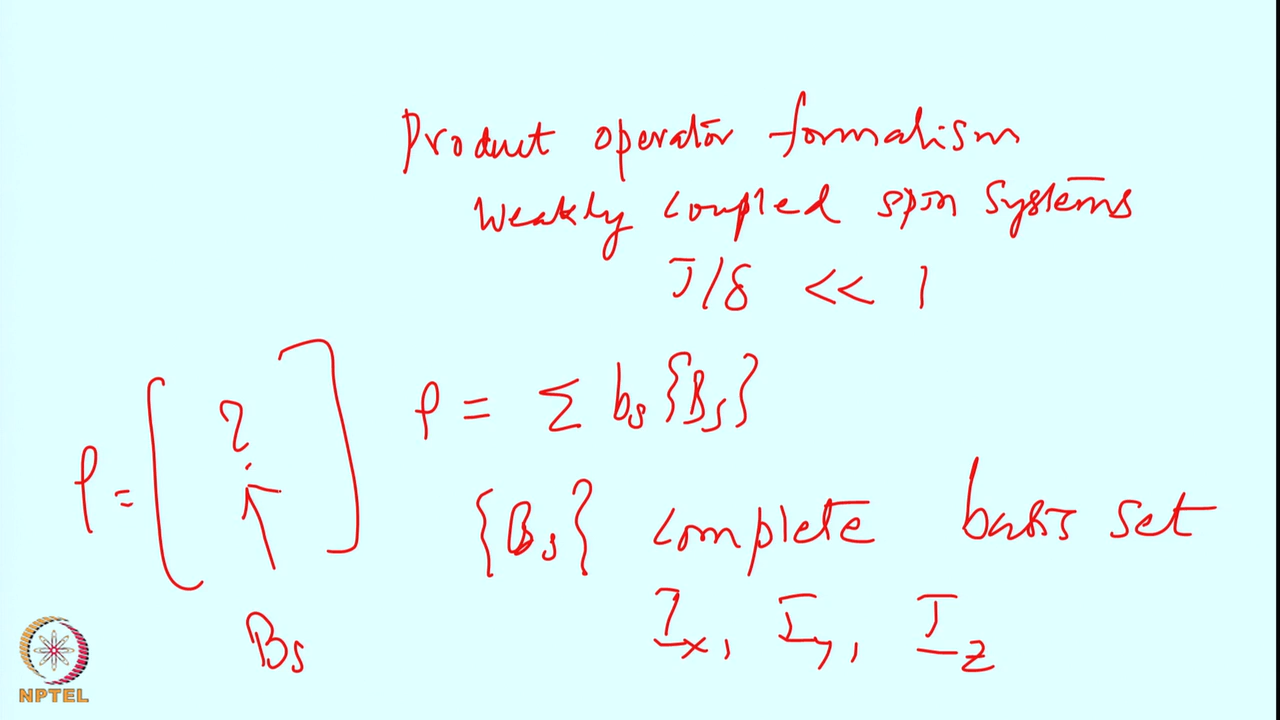 Product operator formalism
Weakly coupled spin systems
J/δ << 1
ρ = [ ? ]
ρ = Σ bs {Bs}
{Bs} complete basis set
Bs
Ix, Iy, Iz
NPTEL